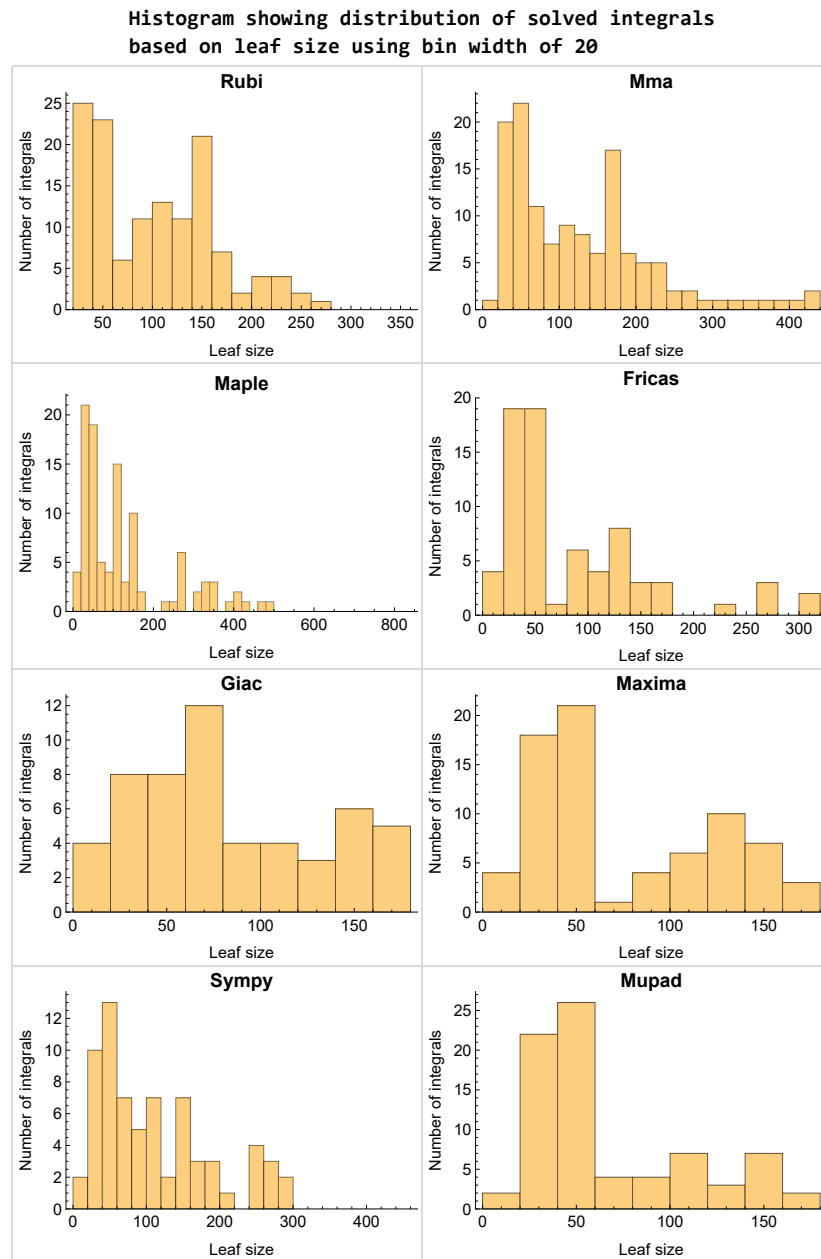 Histogram showing distribution of solved integrals
based on leaf size using bin width of 20
Rubi
Number of integrals
25
20
15
10
5
0
50 100 150 200 250 300 350
Leaf size
Mma
Number of integrals
20
15
10
5
0
0 100 200 300 400
Leaf size
Maple
Number of integrals
20
15
10
5
0
0 200 400 600 800
Leaf size
Fricas
Number of integrals
20
15
10
5
0
0 50 100 150 200 250 300
Leaf size
Giac
Number of integrals
12
10
8
6
4
2
0
0 50 100 150
Leaf size
Maxima
Number of integrals
20
15
10
5
0
0 50 100 150
Leaf size
Sympy
Number of integrals
12
10
8
6
4
2
0
0 100 200 300 400
Leaf size
Mupad
Number of integrals
25
20
15
10
5
0
0 50 100 150
Leaf size